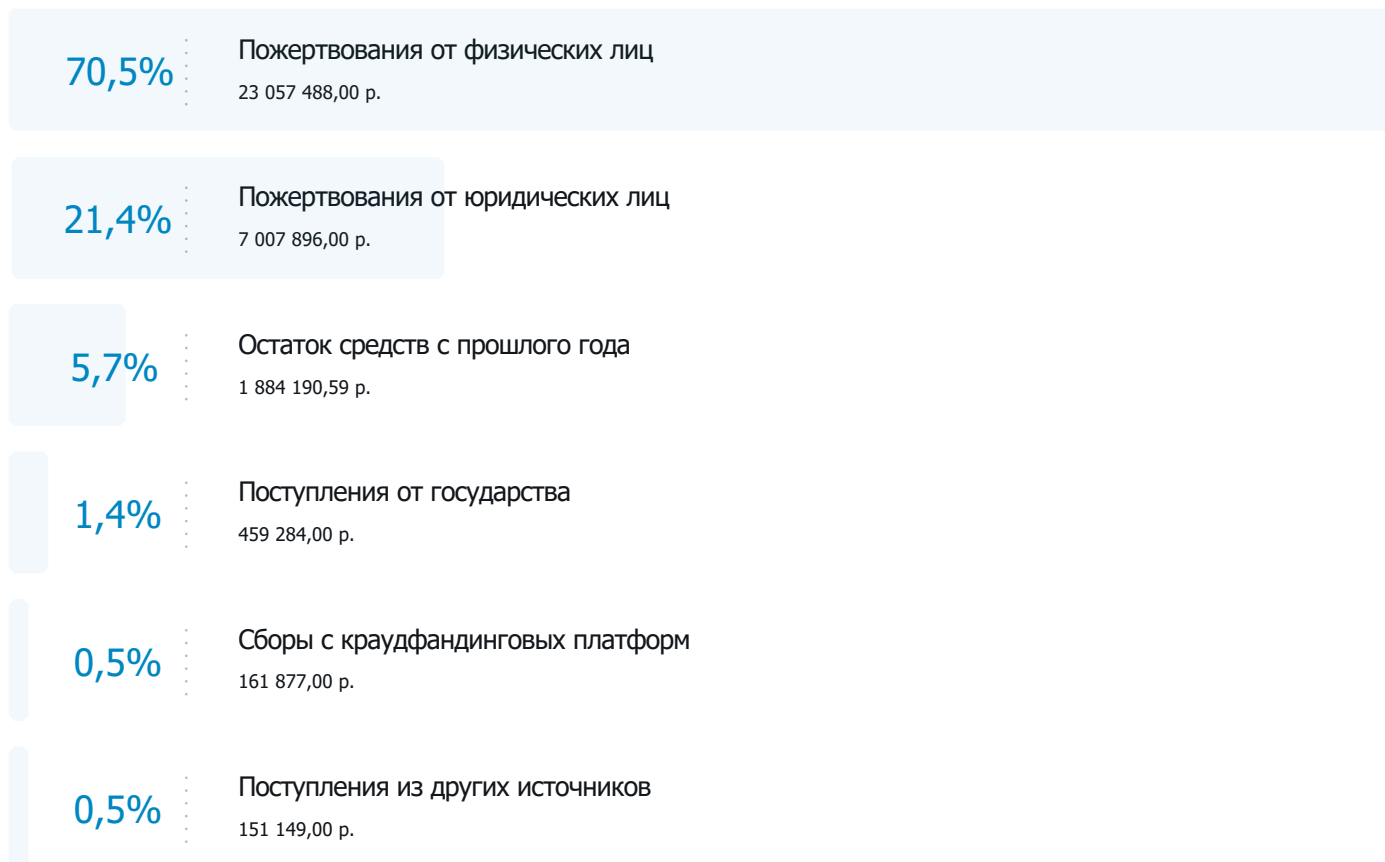 70,5%
Пожертвования от физических лиц
23 057 488,00 р.
21,4%
Пожертвования от юридических лиц
7 007 896,00 р.
5,7%
Остаток средств с прошлого года
1 884 190,59 р.
1,4%
Поступления от государства
459 284,00 р.
0,5%
Сборы с краудфандинговых платформ
161 877,00 р.
0,5%
Поступления из других источников
151 149,00 р.